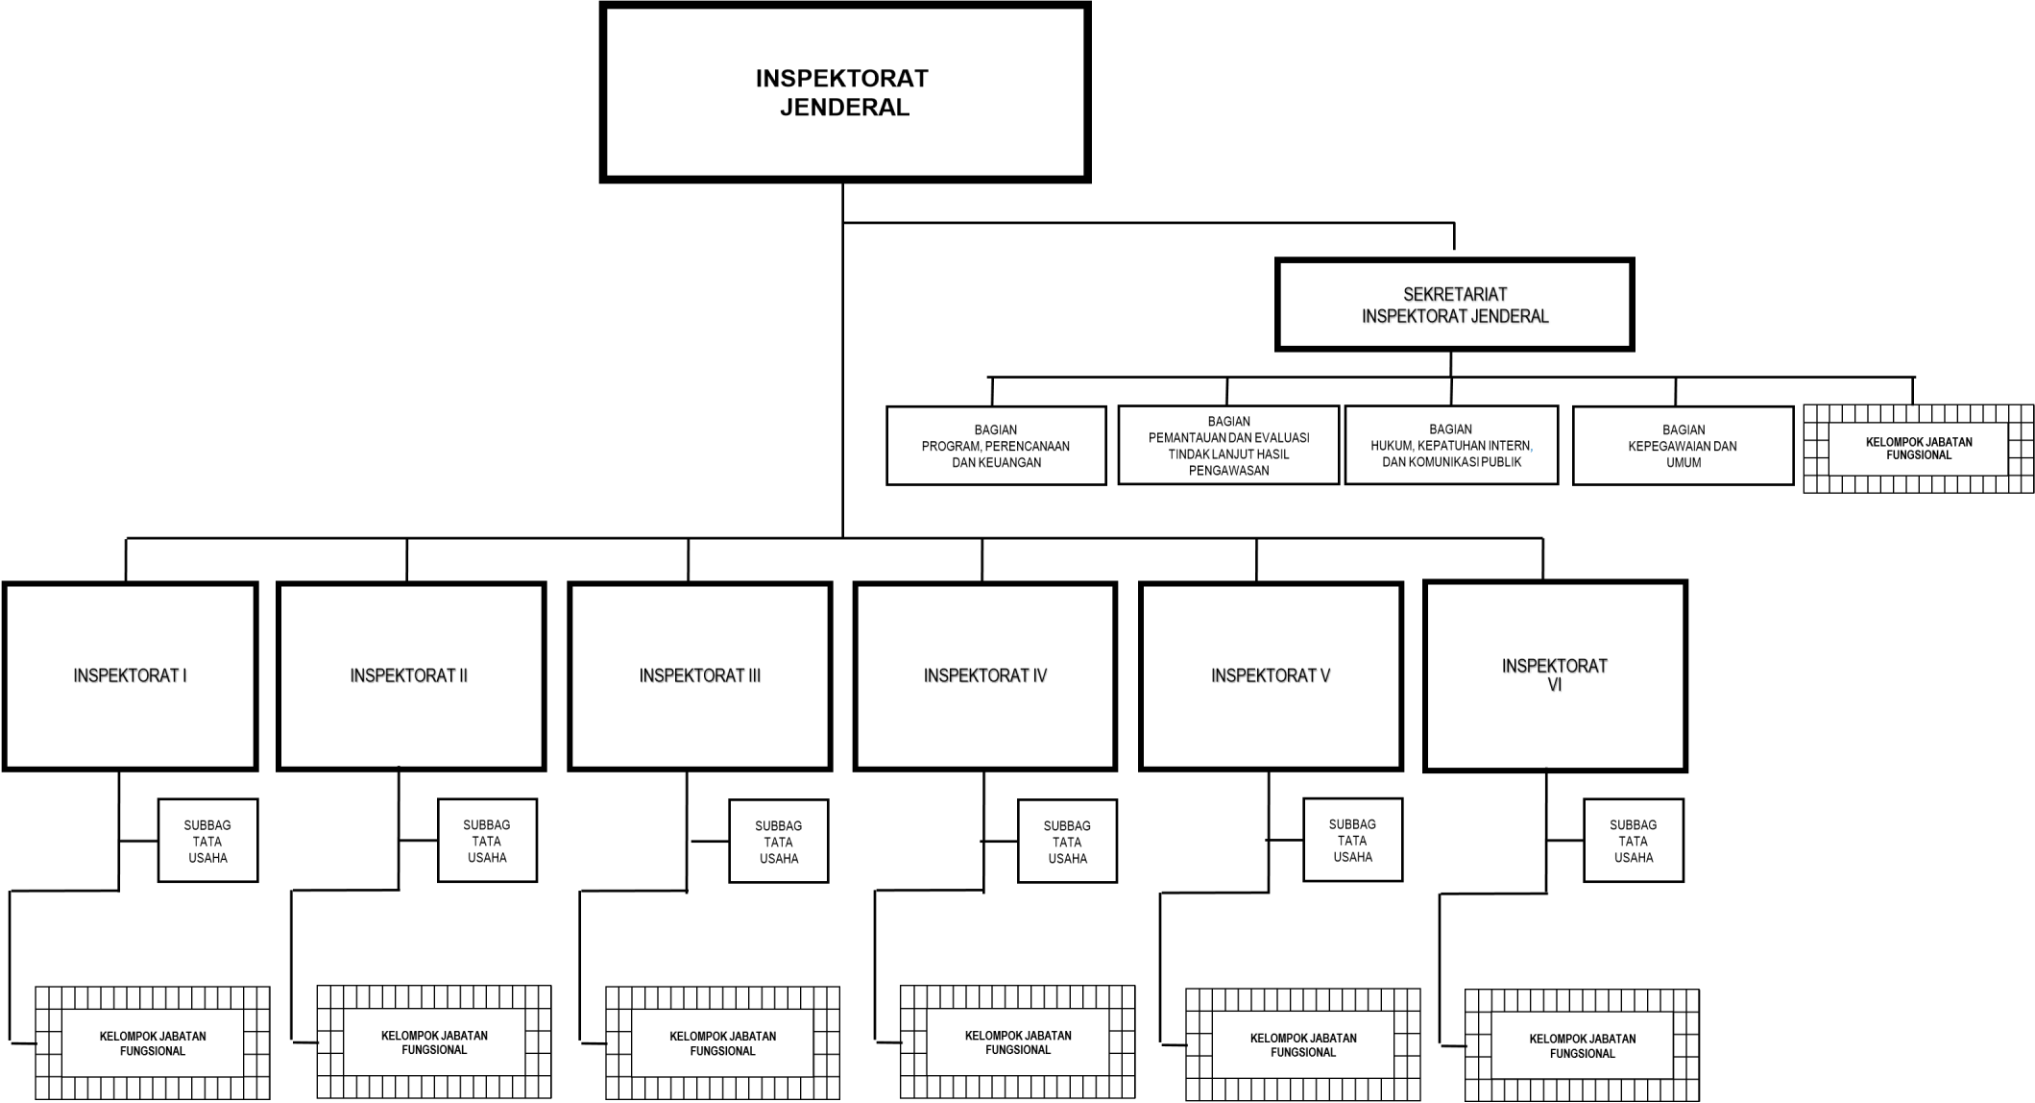 INSPEKTORAT
JENDERAL
SEKRETARIAT
INSPEKTORAT JENDERAL
BAGIAN
PROGRAM, PERENCANAAN
DAN KEUANGAN
BAGIAN
PEMANTAUAN DAN EVALUASI
TINDAK LANJUT HASIL
PENGAWASAN
BAGIAN
HUKUM, KEPATUHAN INTERN,
DAN KOMUNIKASI PUBLIK
BAGIAN
KEPEGAWAIAN DAN
UMUM
KELOMPOK JABATAN
FUNGSIONAL
INSPEKTORAT I
INSPEKTORAT II
INSPEKTORAT III
INSPEKTORAT IV
INSPEKTORAT V
INSPEKTORAT
VI
SUBBAG
TATA
USAHA
SUBBAG
TATA
USAHA
SUBBAG
TATA
USAHA
SUBBAG
TATA
USAHA
SUBBAG
TATA
USAHA
SUBBAG
TATA
USAHA
KELOMPOK JABATAN
FUNGSIONAL
KELOMPOK JABATAN
FUNGSIONAL
KELOMPOK JABATAN
FUNGSIONAL
KELOMPOK JABATAN
FUNGSIONAL
KELOMPOK JABATAN
FUNGSIONAL
KELOMPOK JABATAN
FUNGSIONAL